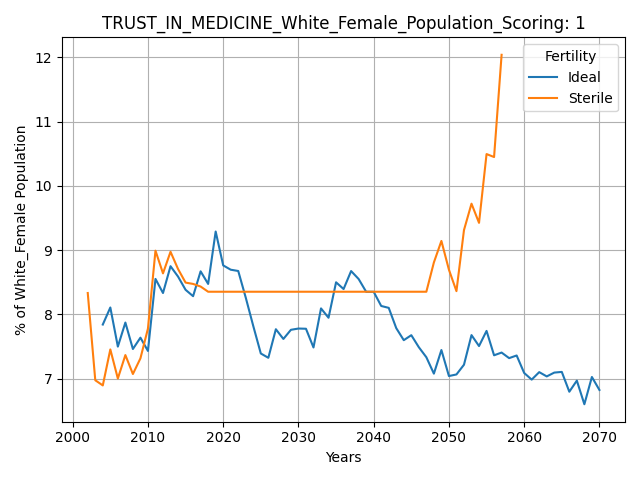 TRUST_IN_MEDICINE_White_Female_Population_Scoring: 1
Fertility
Ideal
Sterile
12
11
10
9
8
7
% of White_Female Population
2000 2010 2020 2030 2040 2050 2060 2070
Years